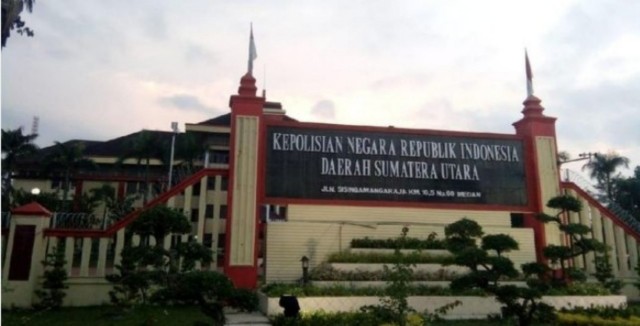 KEPOLISIAN NEGARA REPUBLIK INDONESIA
DAERAH SUMATERA UTARA
JLN. SISINGAMANGARAJA KM. 10,5 No.60 MEDAN